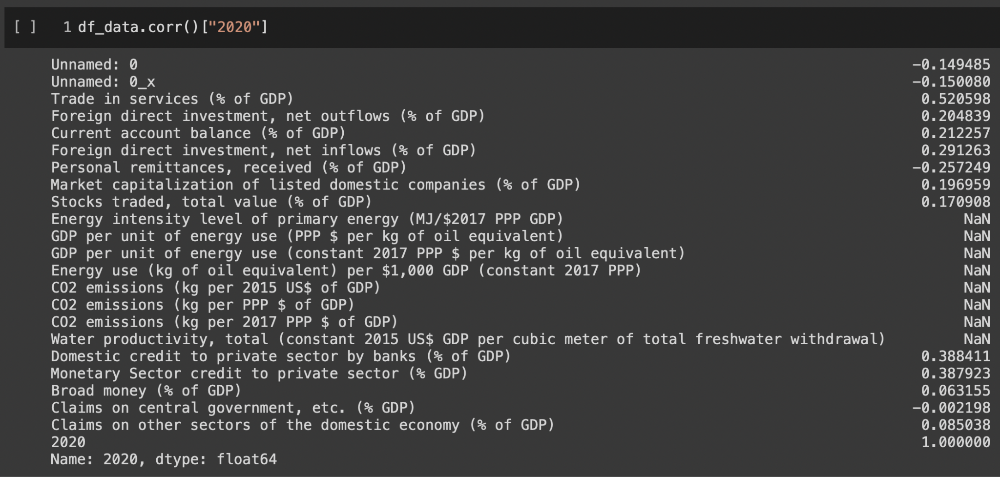 [ ] 1 df_data.corr()["2020"]
Unnamed: 0 -0.149485
Unnamed: 0_x -0.150080
Trade in services (% of GDP) 0.520598
Foreign direct investment, net outflows (% of GDP) 0.204839
Current account balance (% of GDP) 0.212257
Foreign direct investment, net inflows (% of GDP) 0.291263
Personal remittances, received (% of GDP) -0.257249
Market capitalization of listed domestic companies (% of GDP) 0.196959
Stocks traded, total value (% of GDP) 0.170908
Energy intensity level of primary energy (MJ/$2017 PPP GDP) NaN
GDP per unit of energy use (PPP $ per kg of oil equivalent) NaN
GDP per unit of energy use (constant 2017 PPP $ per kg of oil equivalent) NaN
Energy use (kg of oil equivalent) per $1,000 GDP (constant 2017 PPP) NaN
CO2 emissions (kg per 2015 US$ of GDP) NaN
CO2 emissions (kg per PPP $ of GDP) NaN
CO2 emissions (kg per 2017 PPP $ of GDP) NaN
Water productivity, total (constant 2015 US$ GDP per cubic meter of total freshwater withdrawal) NaN
Domestic credit to private sector by banks (% of GDP) 0.388411
Monetary Sector credit to private sector (% GDP) 0.387923
Broad money (% of GDP) 0.063155
Claims on central government, etc. (% GDP) -0.002198
Claims on other sectors of the domestic economy (% of GDP) 0.085038
2020 1.000000
Name: 2020, dtype: float64